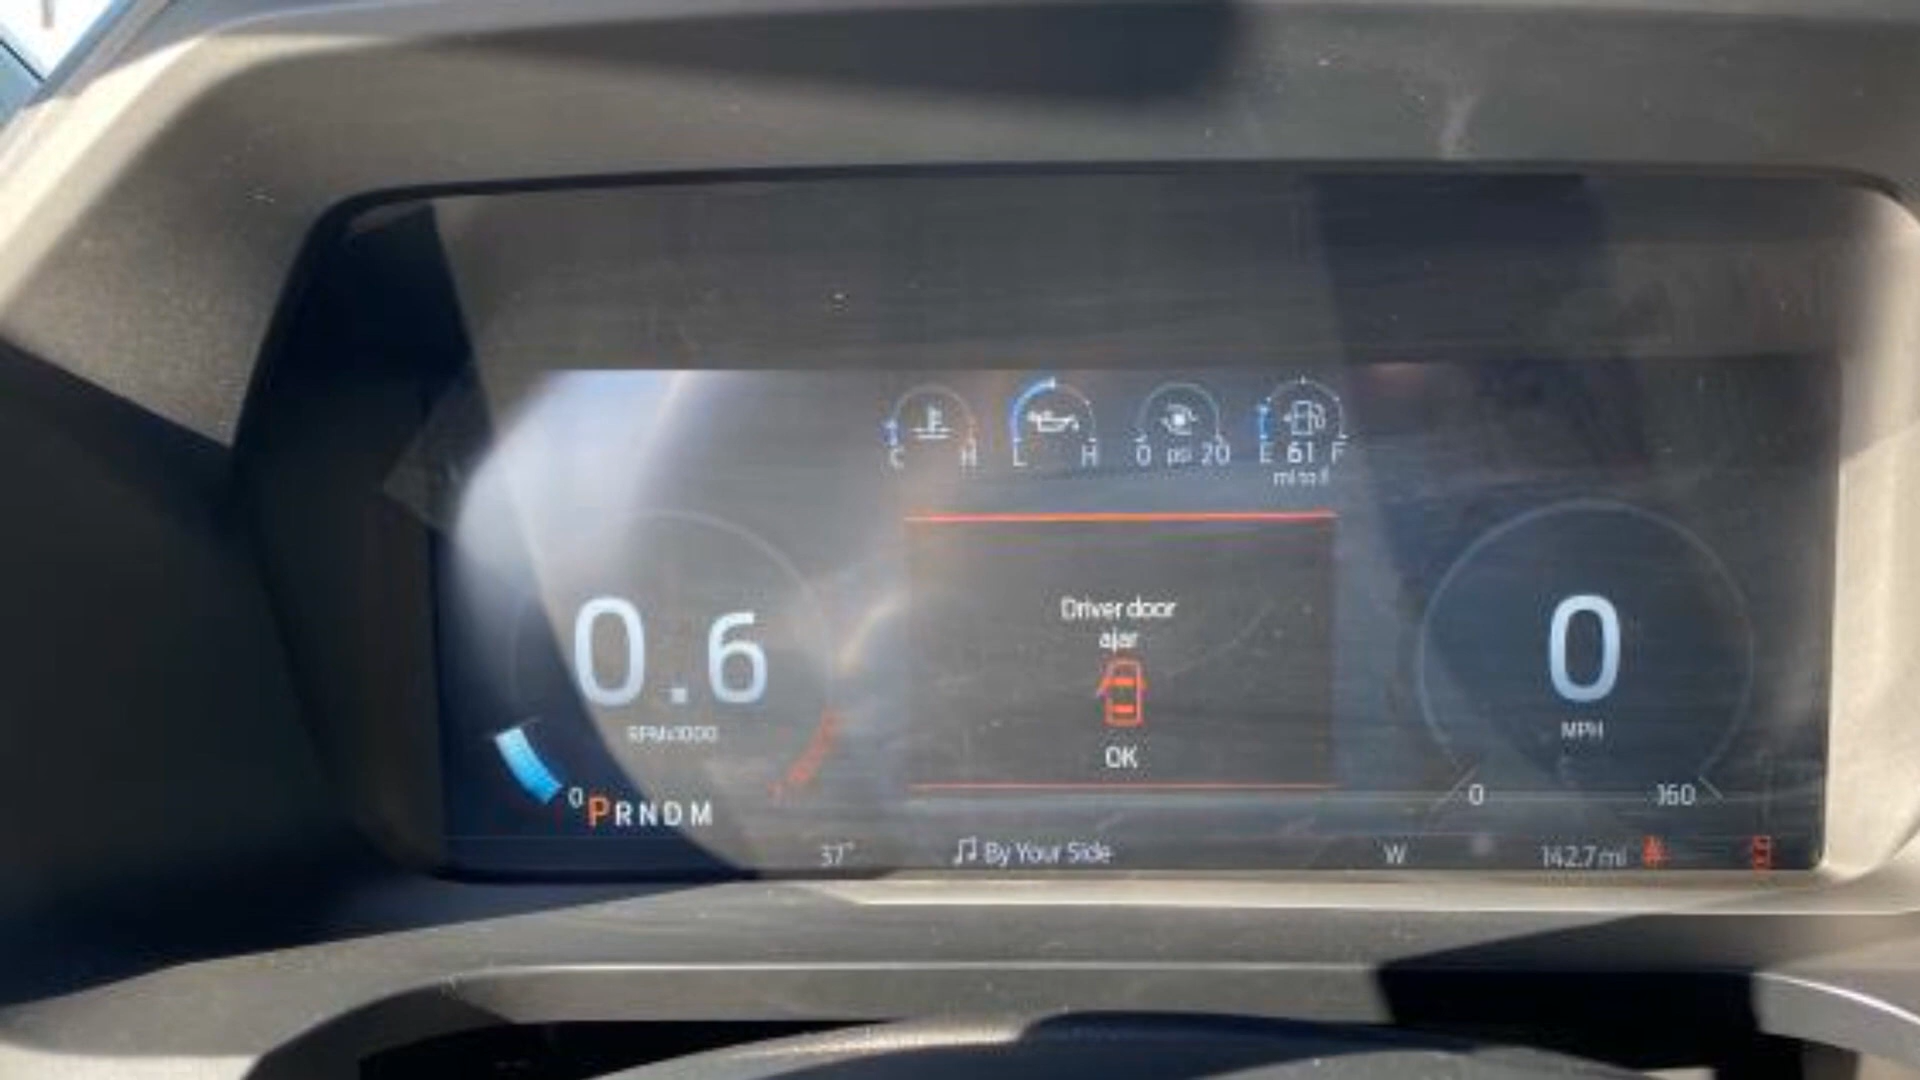 C H L H 0 psi 20 E 61 F
mi to E
Driver door
ajar
0.6
0
RPMx1000
MPH
OK
0 PRNDM
0 160
37°
By Your Side
W
142.7 mi